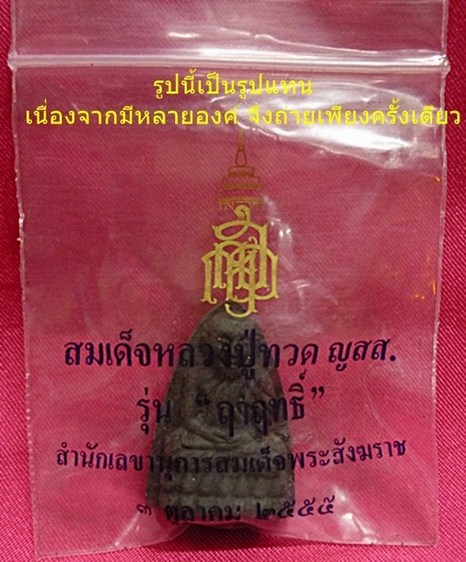 รูปนี้เป็นรูปแทน
เนื่องจากมีหลายองค์ จึงถ่ายเพียงครั้งเดียว
สมเด็จหลวงปู่ทวด ญสส.
รุ่น “ฤาฤทธิ์”
สำนักเลขานุการสมเด็จพระสังฆราช
๓ ตุลาคม ๒๕๕๕